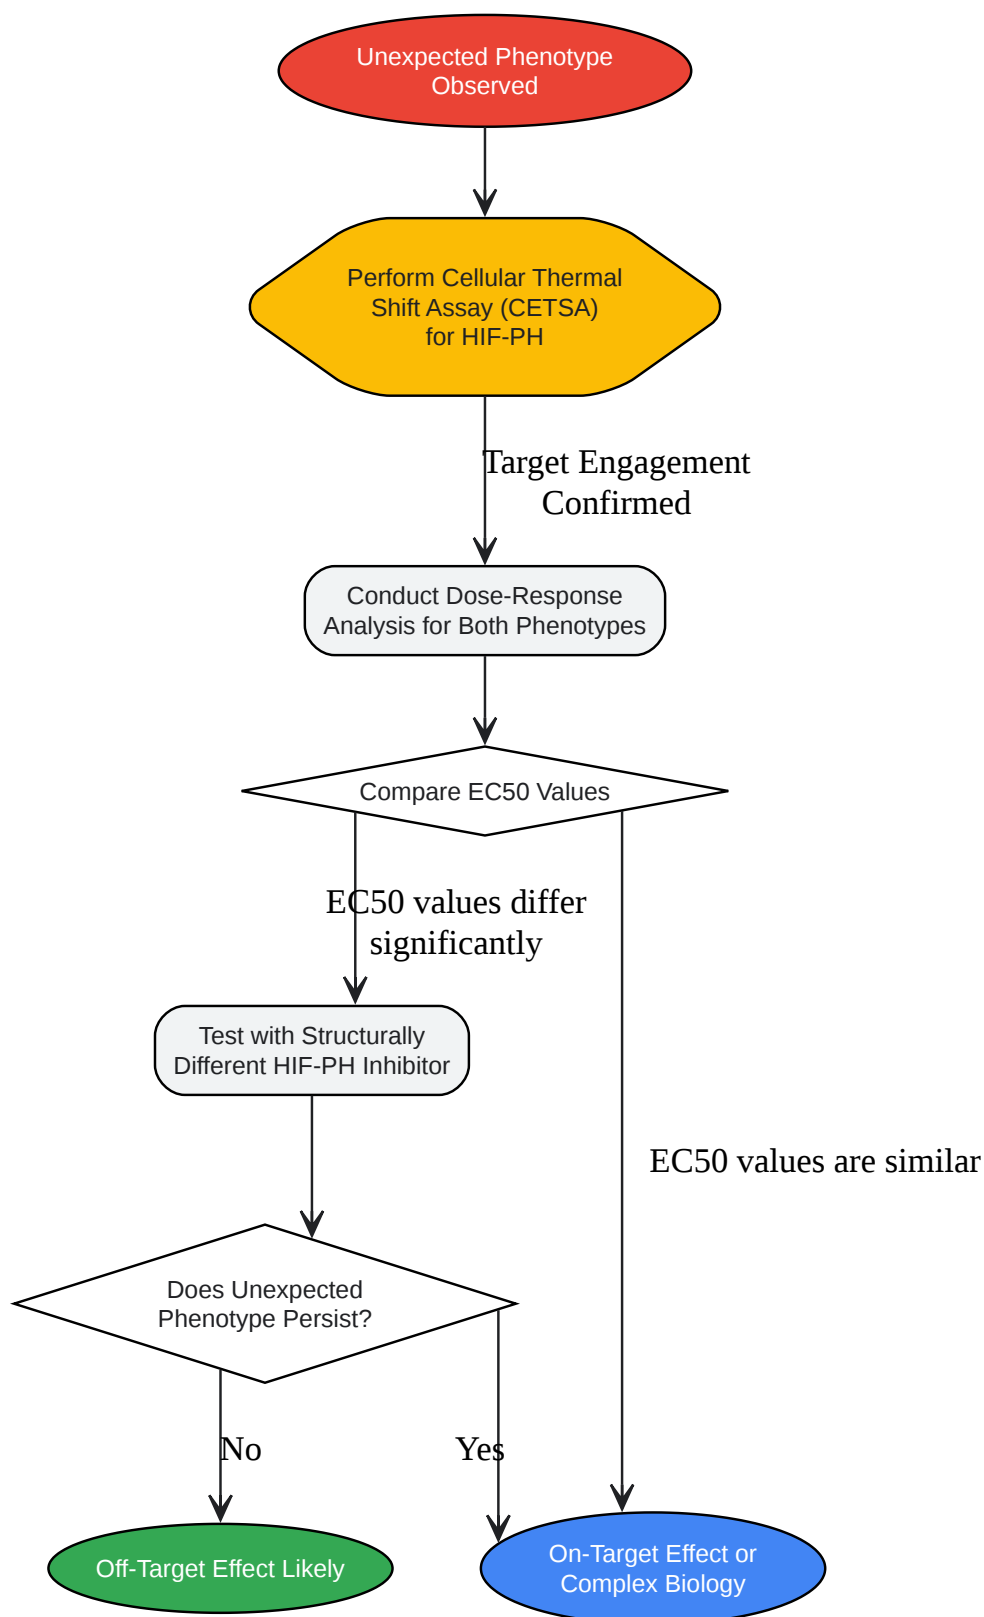 Unexpected Phenotype
Observed
Perform Cellular Thermal
Shift Assay (CETSA)
for HIF-PH
Target Engagement
Confirmed
Conduct Dose-Response
Analysis for Both Phenotypes
Compare EC50 Values
EC50 values differ
significantly
Test with Structurally
Different HIF-PH Inhibitor
EC50 values are similar
Does Unexpected
Phenotype Persist?
No
Yes
Off-Target Effect Likely
On-Target Effect or
Complex Biology